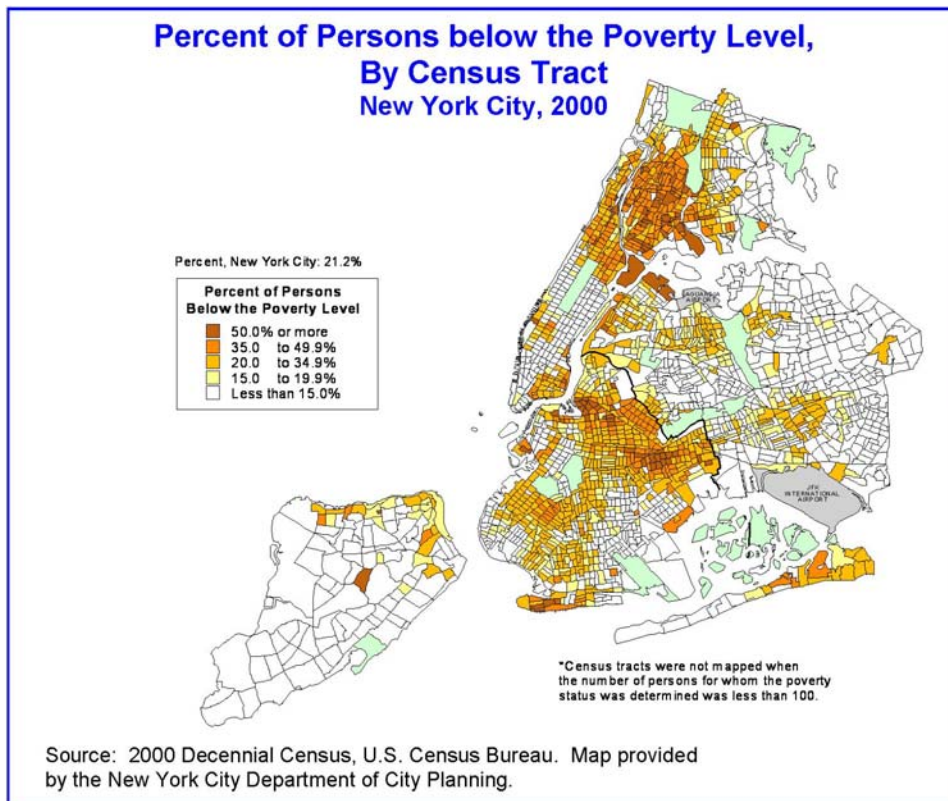 Percent of Persons below the Poverty Level,
By Census Tract
New York City, 2000
Percent, New York City: 21.2%
Percent of Persons
Below the Poverty Level
50.0% or more
35.0 to 49.9%
20.0 to 34.9%
15.0 to 19.9%
Less than 15.0%
LAGUARDIA
AIRPORT
JFK
INTERNATIONAL
AIRPORT
*Census tracts were not mapped when
the number of persons for whom the poverty
status was determined was less than 100.
Source: 2000 Decennial Census, U.S. Census Bureau. Map provided
by the New York City Department of City Planning.